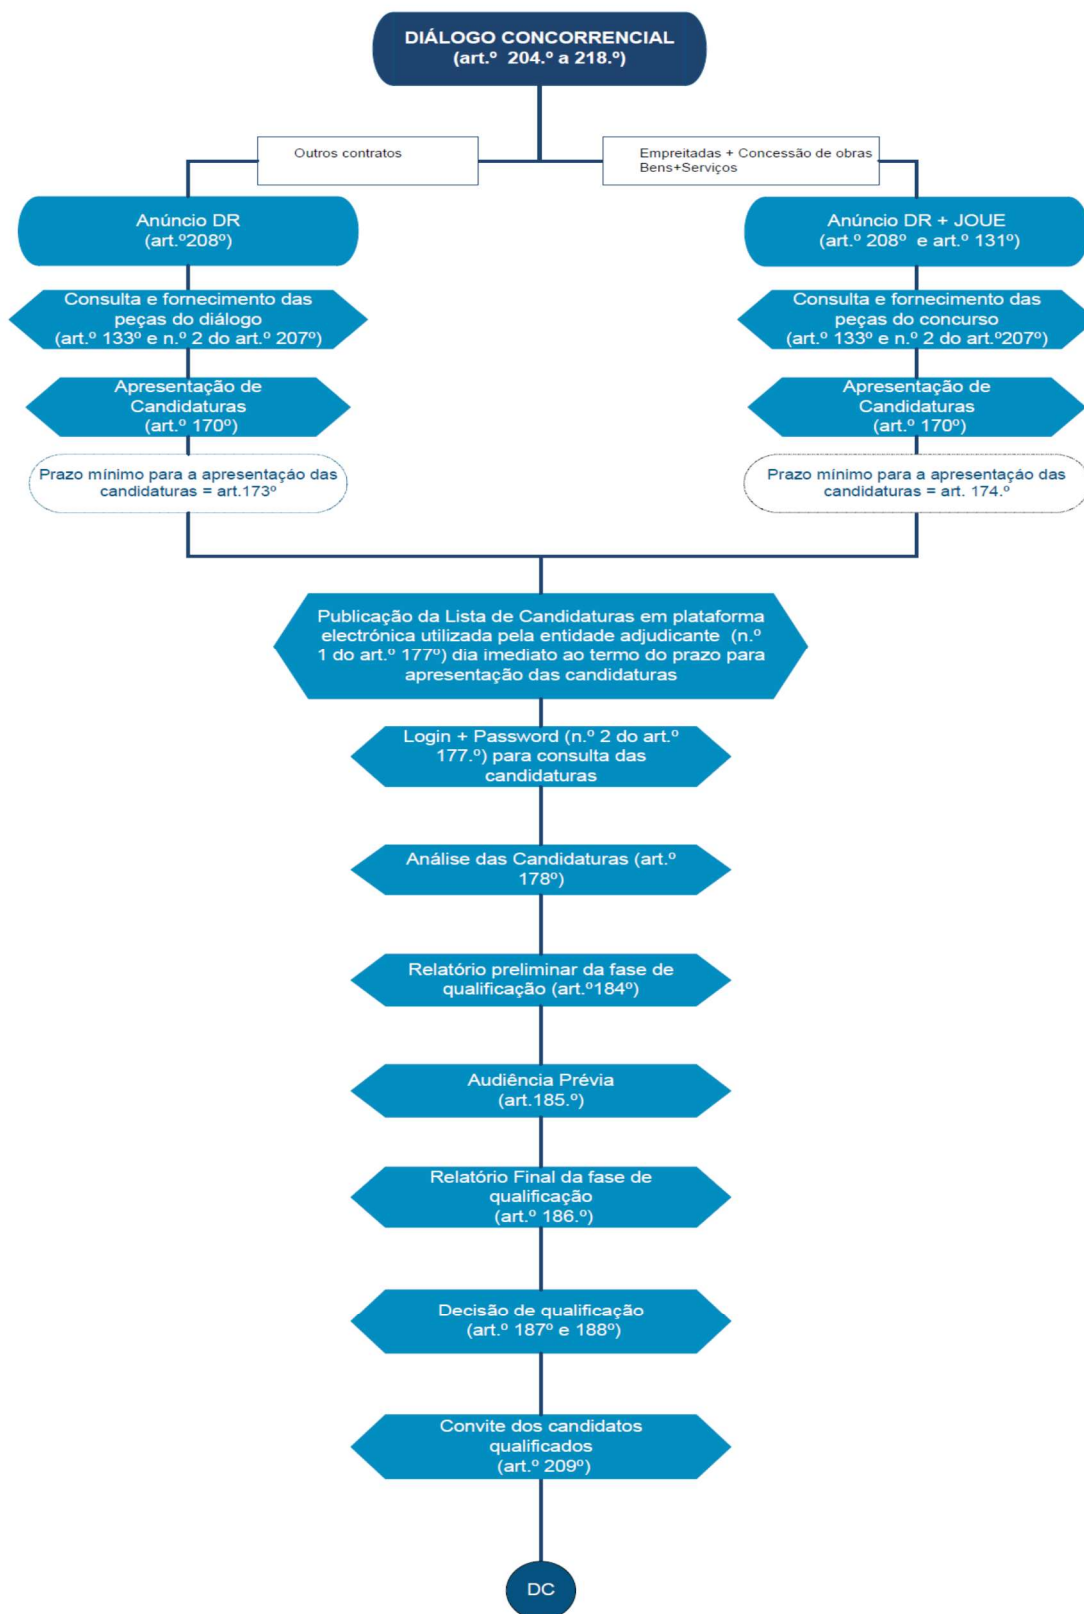 DIÁLOGO CONCORRENCIAL
(art.º 204.º a 218.º)
Outros contratos
Empreitadas + Concessão de obras
Bens+Serviços
Anúncio DR
(art.º208º)
Anúncio DR + JOUE
(art.º 208º e art.º 131º)
Consulta e fornecimento das
peças do diálogo
(art.º 133º e n.º 2 do art.º 207º)
Consulta e fornecimento das
peças do concurso
(art.º 133º e n.º 2 do art.º207º)
Apresentação de
Candidaturas
(art.º 170º)
Apresentação de
Candidaturas
(art.º 170º)
Prazo mínimo para a apresentação das
candidaturas = art.173º
Prazo mínimo para a apresentação das
candidaturas = art. 174.º
Publicação da Lista de Candidaturas em plataforma
electrónica utilizada pela entidade adjudicante (n.º
1 do art.º 177º) dia imediato ao termo do prazo para
apresentação das candidaturas
Login + Password (n.º 2 do art.º
177.º) para consulta das
candidaturas
Análise das Candidaturas (art.º
178º)
Relatório preliminar da fase de
qualificação (art.º184º)
Audiência Prévia
(art.185.º)
Relatório Final da fase de
qualificação
(art.º 186.º)
Decisão de qualificação
(art.º 187º e 188º)
Convite dos candidatos
qualificados
(art.º 209º)
DC